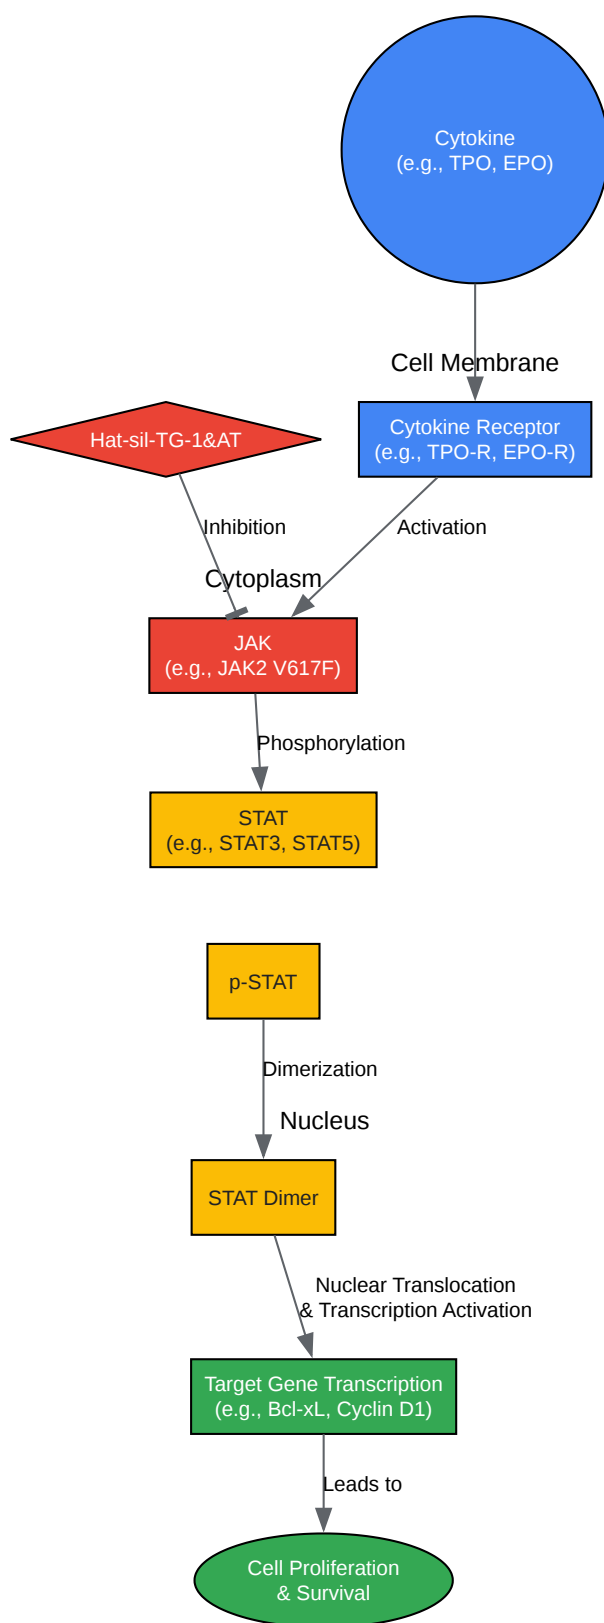 Cytokine
(e.g., TPO, EPO)
Cell Membrane
Hat-sil-TG-1&AT
Cytokine Receptor
(e.g., TPO-R, EPO-R)
Inhibition
Activation
Cytoplasm
JAK
(e.g., JAK2 V617F)
Phosphorylation
STAT
(e.g., STAT3, STAT5)
p-STAT
Dimerization
Nucleus
STAT Dimer
Nuclear Translocation
& Transcription Activation
Target Gene Transcription
(e.g., Bcl-xL, Cyclin D1)
Leads to
Cell Proliferation
& Survival